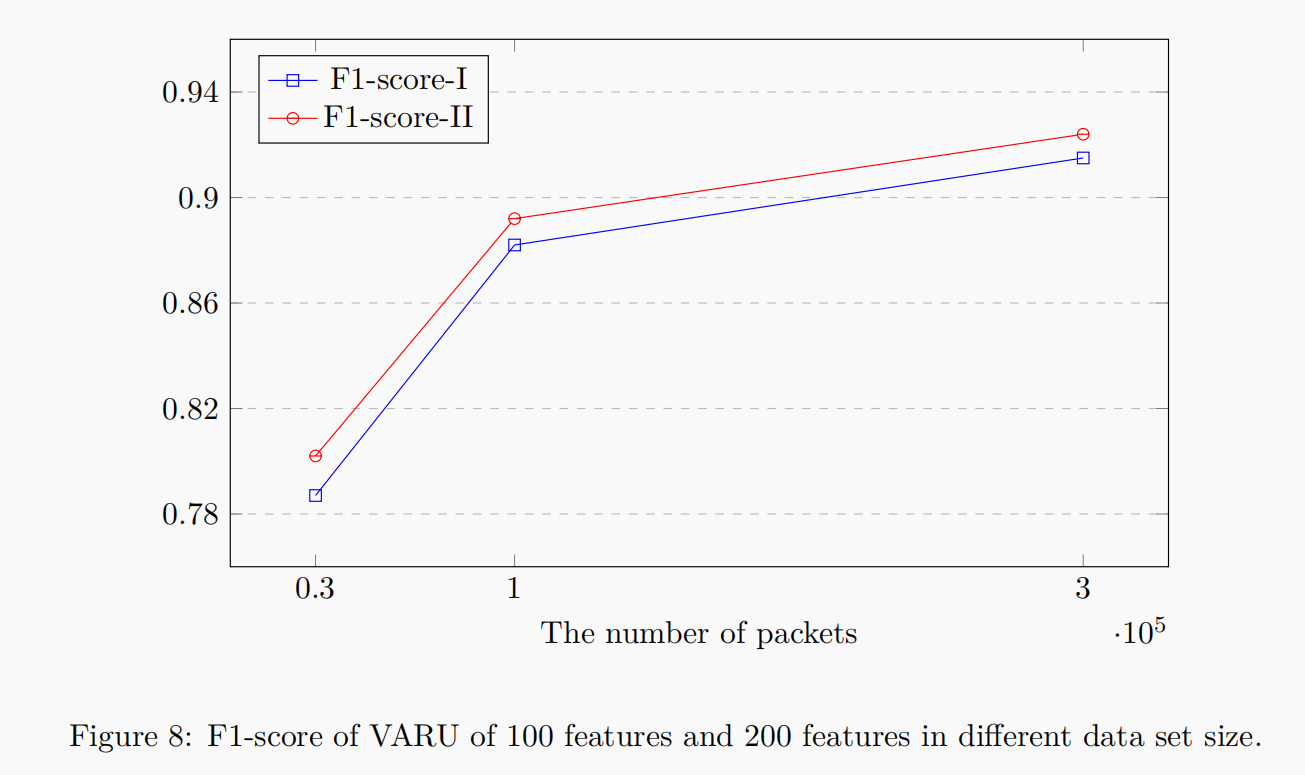 F1-score-I
F1-score-II
0.94
0.9
0.86
0.82
0.78
0.3 1 3
The number of packets
·10⁵
Figure 8: F1-score of VARU of 100 features and 200 features in different data set size.